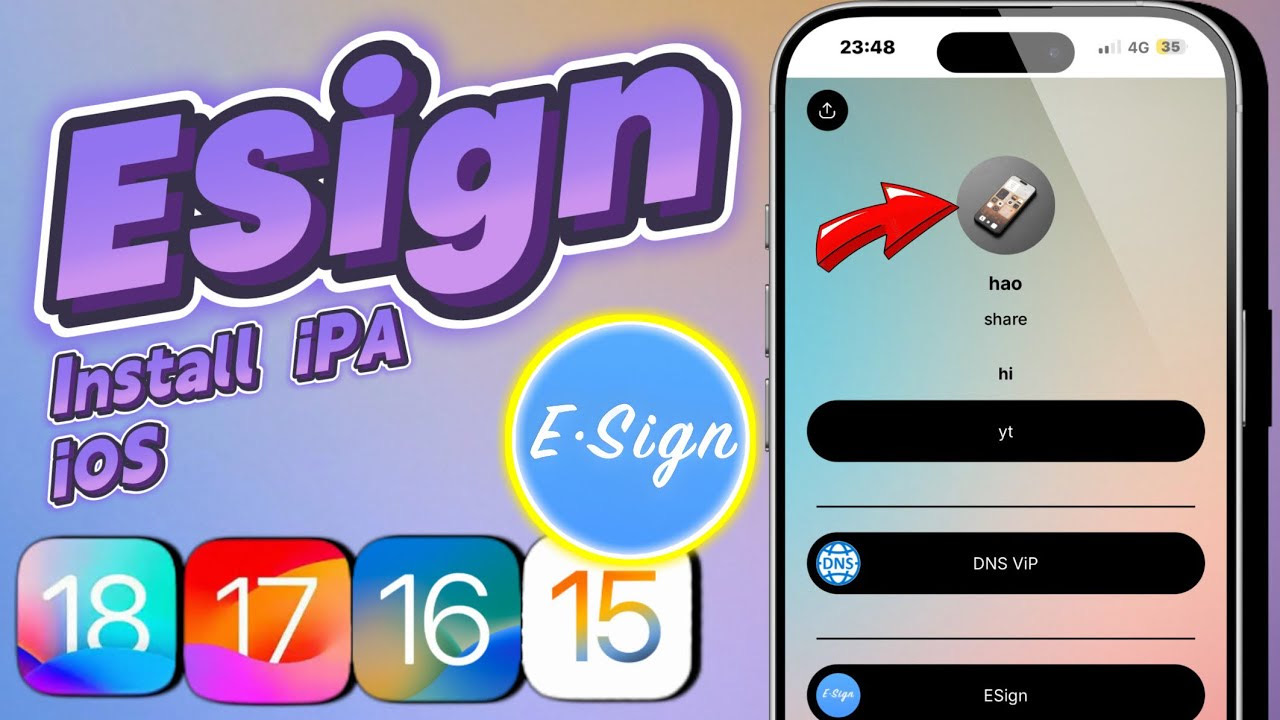 Esign
Install iPA
iOS
E·Sign
18
17
16
15
23:48
4G
35
hao
share
hi
yt
DNS
DNS ViP
E·Sign
ESign